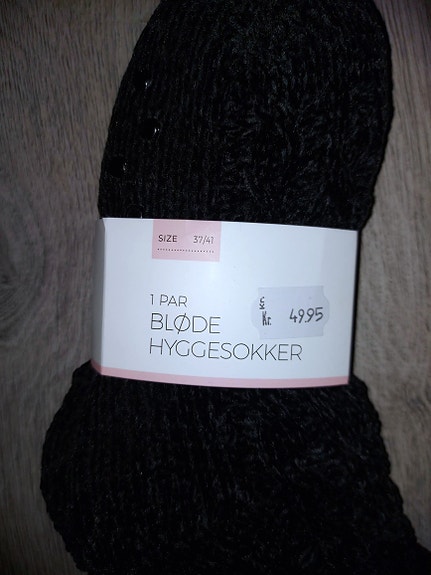 SIZE 37/41
1 PAR
BLØDE
HYGGESOKKER
Kr. 49.95